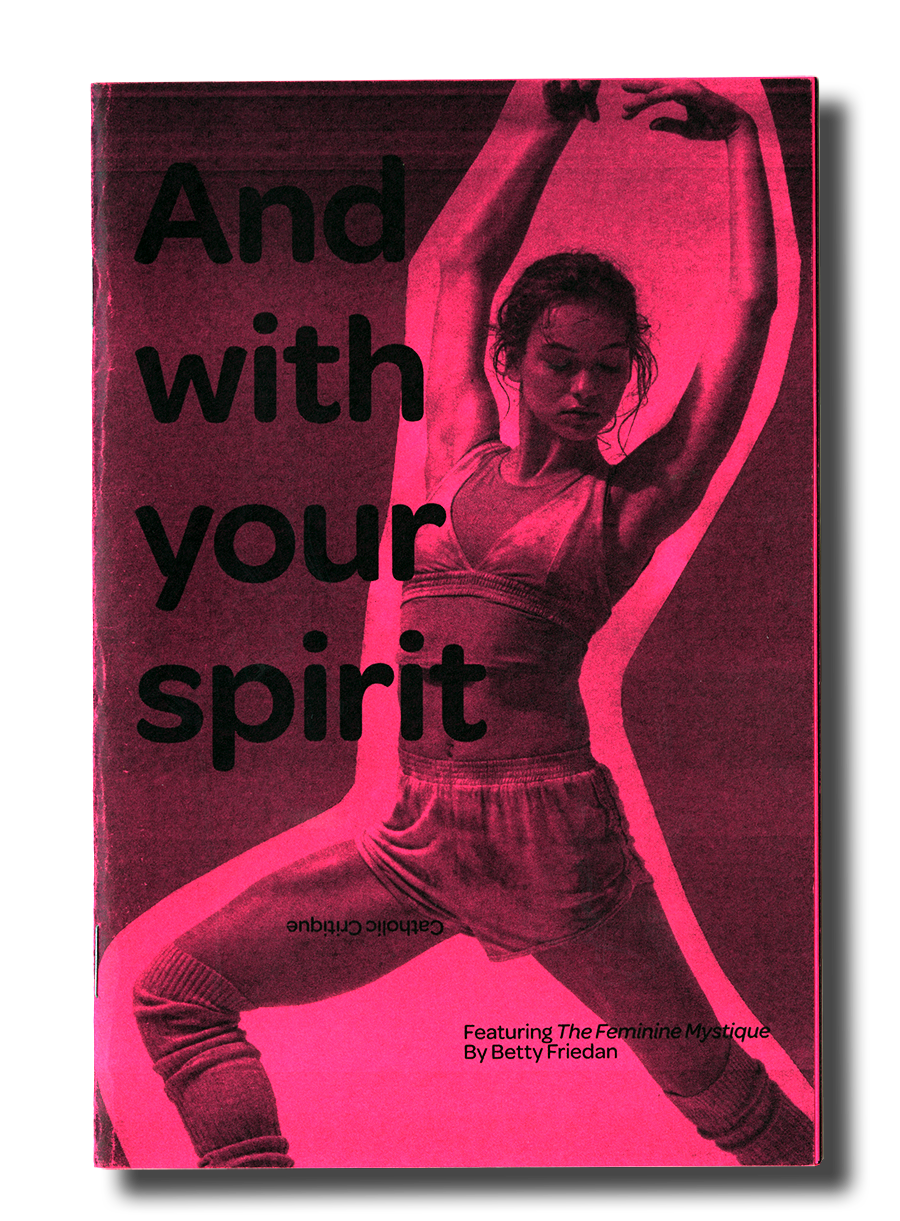 And
with
your
spirit
Catholic Critique
Featuring The Feminine Mystique
By Betty Friedan